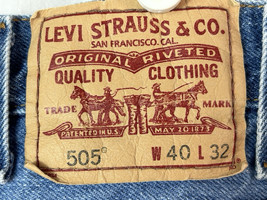 LEVI STRAUSS & CO.
SAN FRANCISCO, CAL.
ORIGINAL RIVETED
QUALITY CLOTHING
TRADE MARK
PATENTED IN U.S. MAY 20 1873
505® W 40 L 32